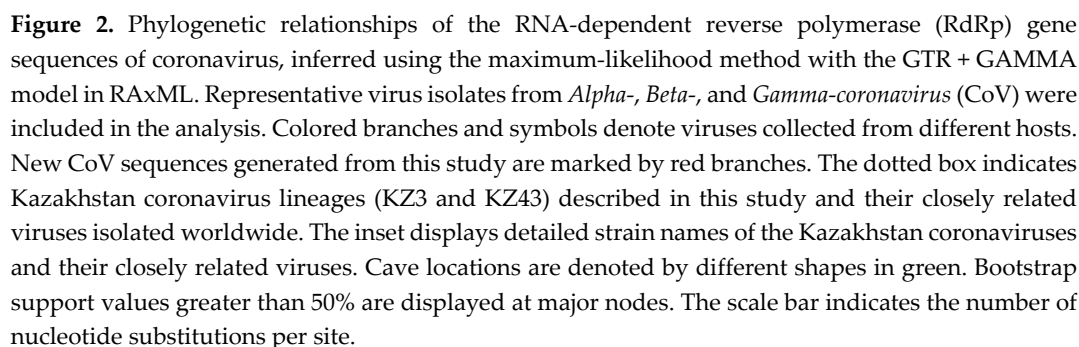 Figure 2. Phylogenetic relationships of the RNA-dependent reverse polymerase (RdRp) gene
sequences of coronavirus, inferred using the maximum-likelihood method with the GTR + GAMMA
model in RAxML. Representative virus isolates from Alpha-, Beta-, and Gamma-coronavirus (CoV) were
included in the analysis. Colored branches and symbols denote viruses collected from different hosts.
New CoV sequences generated from this study are marked by red branches. The dotted box indicates
Kazakhstan coronavirus lineages (KZ3 and KZ43) described in this study and their closely related
viruses isolated worldwide. The inset displays detailed strain names of the Kazakhstan coronaviruses
and their closely related viruses. Cave locations are denoted by different shapes in green. Bootstrap
support values greater than 50% are displayed at major nodes. The scale bar indicates the number of
nucleotide substitutions per site.